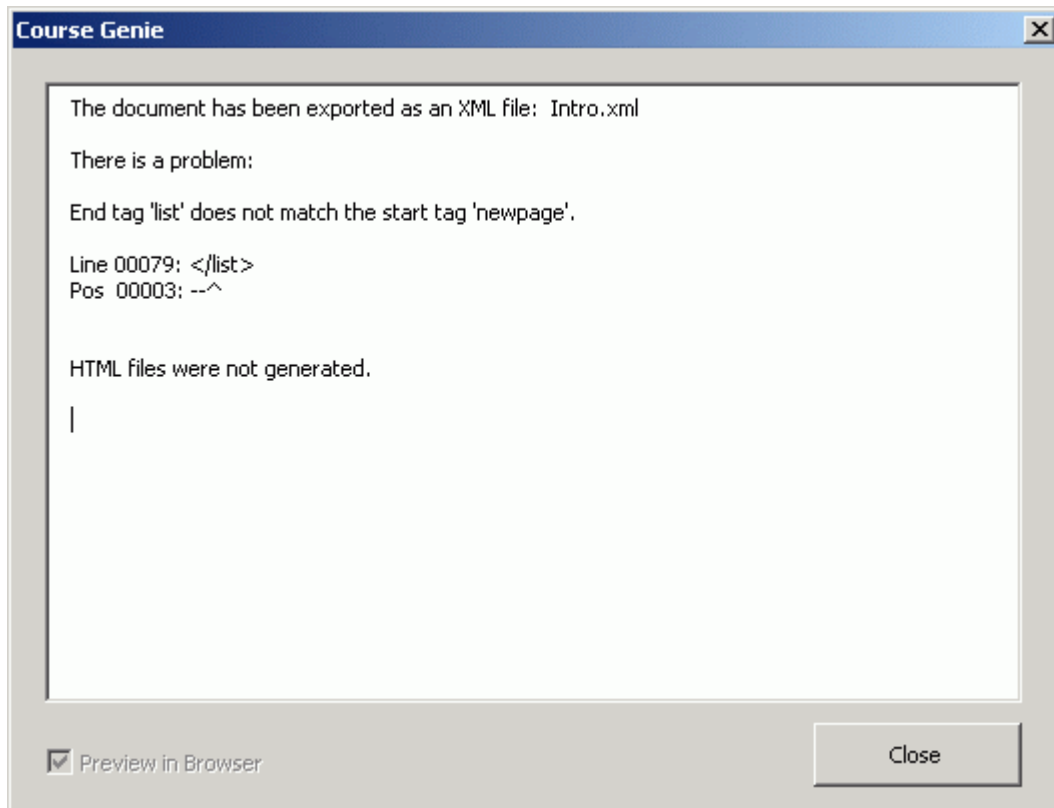 Course Genie
The document has been exported as an XML file:  Intro.xml
There is a problem:
End tag 'list' does not match the start tag 'newpage'.
Line 00079: </list>
Pos  00003: --^
HTML files were not generated.
Preview in Browser
Close